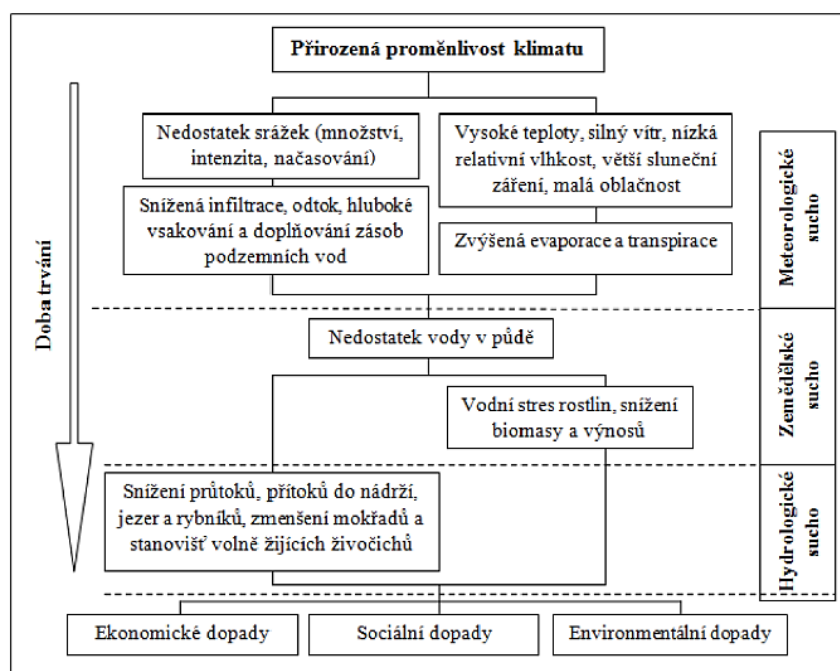 Přirozená proměnlivost klimatu
Nedostatek srážek (množství,
intenzita, načasování)
Vysoké teploty, silný vítr, nízká
relativní vlhkost, větší sluneční
záření, malá oblačnost
Snížená infiltrace, odtok, hluboké
vsakování a doplňování zásob
podzemních vod
Zvýšená evaporace a transpirace
Meteorologické
sucho
Doba trvání
Nedostatek vody v půdě
Vodní stres rostlin, snížení
biomasy a výnosů
Zemědělské
sucho
Snížení průtoků, přítoků do nádrží,
jezer a rybníků, zmenšení mokřadů a
stanovišť volně žijících živočichů
Hydrologické
sucho
Ekonomické dopady
Sociální dopady
Environmentální dopady